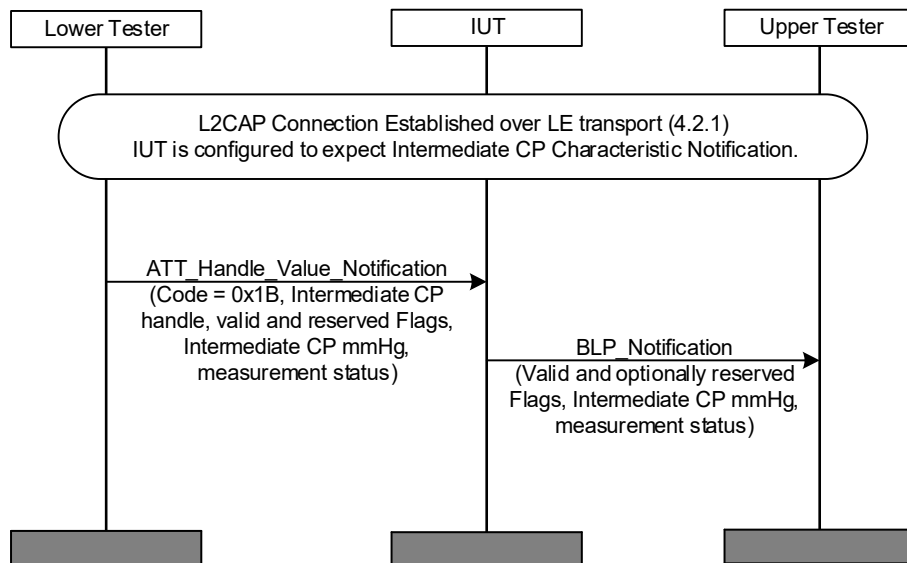 Lower Tester
IUT
Upper Tester
L2CAP Connection Established over LE transport (4.2.1)
IUT is configured to expect Intermediate CP Characteristic Notification.
ATT_Handle_Value_Notification
(Code = 0x1B, Intermediate CP
handle, valid and reserved Flags,
Intermediate CP mmHg,
measurement status)
BLP_Notification
(Valid and optionally reserved
Flags, Intermediate CP mmHg,
measurement status)